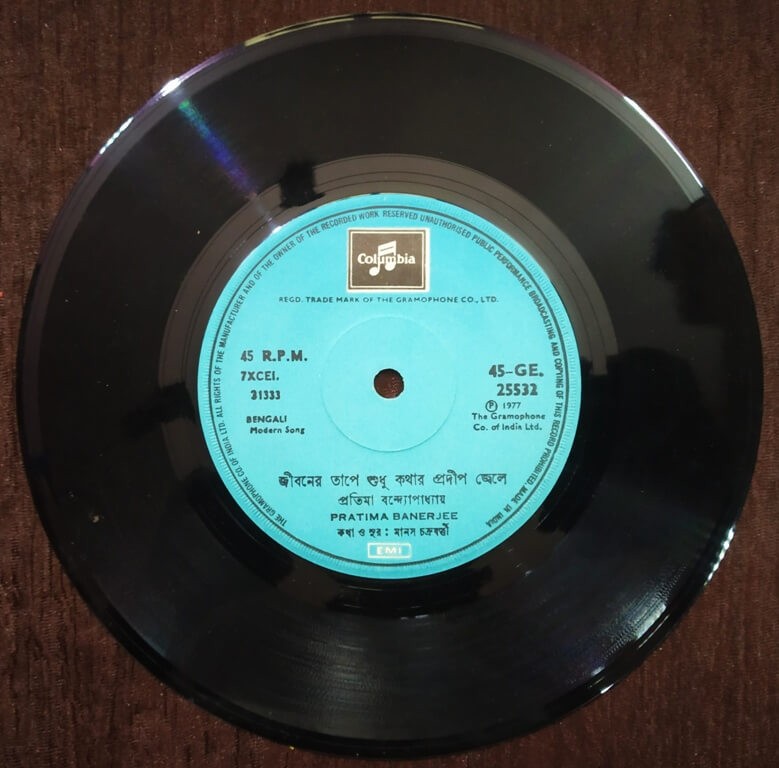 THE GRAMOPHONE CO. OF INDIA LTD. ALL RIGHTS OF THE MANUFACTURER AND OF THE OWNER OF THE RECORDED WORK RESERVED UNAUTHORISED PUBLIC PERFORMANCE BROADCASTING AND COPYING OF THIS RECORD PROHIBITED. MADE IN INDIA
Columbia
REGD. TRADE MARK OF THE GRAMOPHONE CO., LTD.
45 R.P.M.
7XCEI.
31333
BENGALI
Modern Song
45-GE.
25532
Ⓟ 1977
The Gramophone
Co. of India Ltd.
জীবনের তাপে শুধু কথার প্রদীপ জ্বেলে
প্রতিমা বন্দ্যোপাধ্যায়
PRATIMA BANERJEE
কথা ও সুর : মানস চক্রবর্ত্তী
EMI